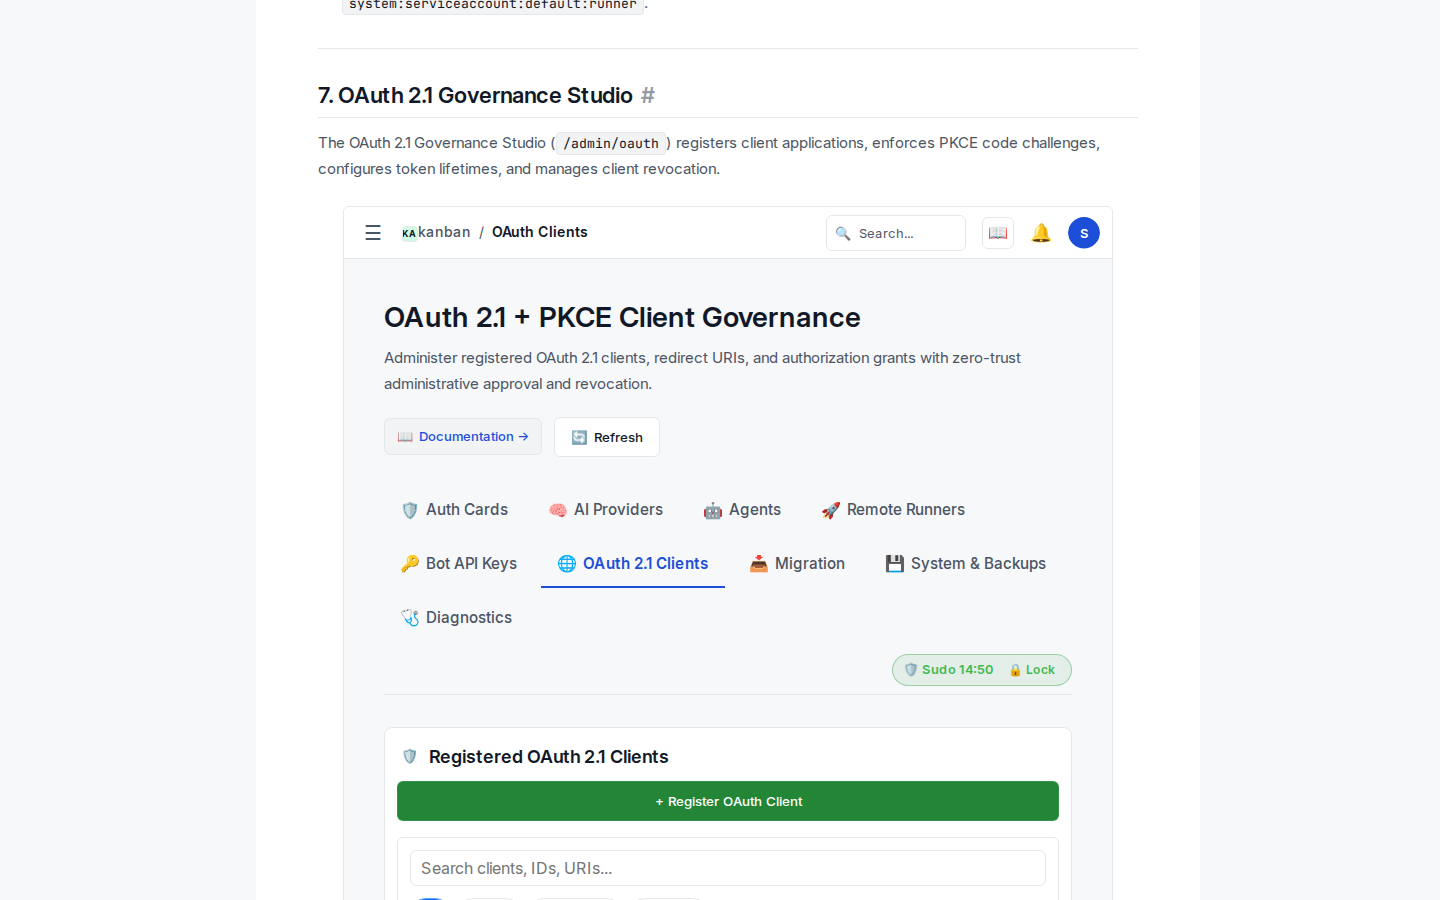 system:serviceaccount:default:runner.
7. OAuth 2.1 Governance Studio #
The OAuth 2.1 Governance Studio (/admin/oauth) registers client applications, enforces PKCE code challenges,
configures token lifetimes, and manages client revocation.
☰ KA kanban / OAuth Clients Search... S
OAuth 2.1 + PKCE Client Governance
Administer registered OAuth 2.1 clients, redirect URIs, and authorization grants with zero-trust
administrative approval and revocation.
Documentation → Refresh
Auth Cards AI Providers Agents Remote Runners
Bot API Keys OAuth 2.1 Clients Migration System & Backups
Diagnostics
Sudo 14:50 Lock
Registered OAuth 2.1 Clients
+ Register OAuth Client
Search clients, IDs, URIs...